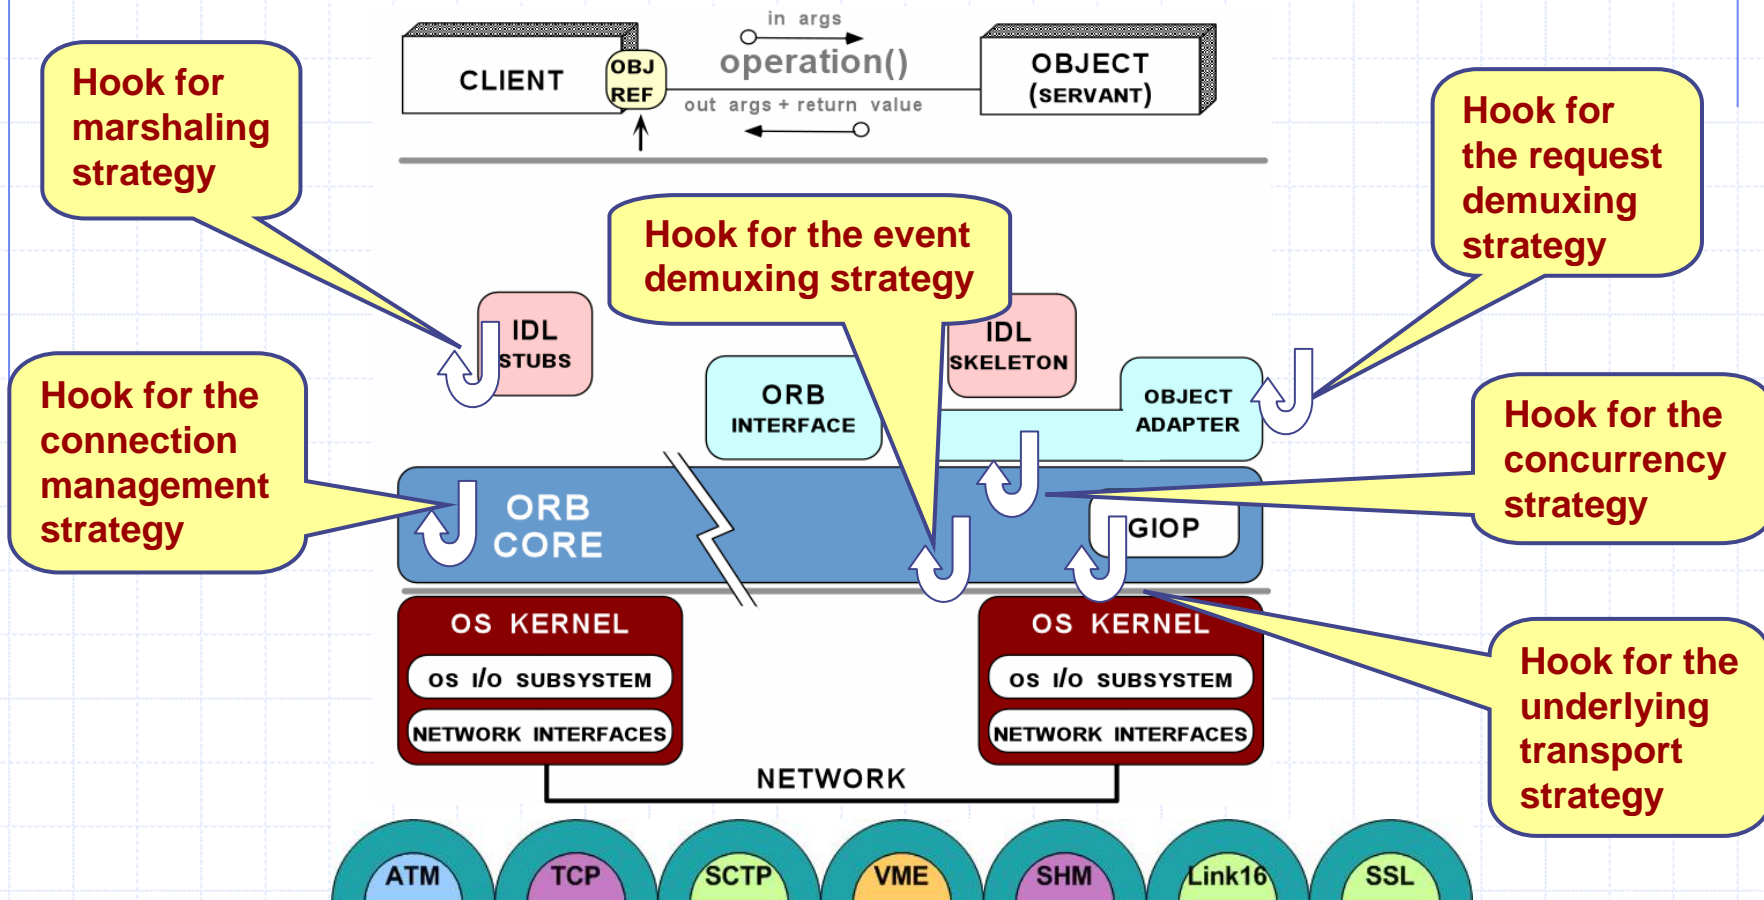 in args
operation()
out args + return value
CLIENT
OBJ
REF
OBJECT
(SERVANT)
Hook for
marshaling
strategy
Hook for
the request
demuxing
strategy
Hook for the event
demuxing strategy
IDL
STUBS
IDL
SKELETON
ORB
INTERFACE
OBJECT
ADAPTER
Hook for the
connection
management
strategy
Hook for the
concurrency
strategy
ORB
CORE
GIOP
OS KERNEL
OS I/O SUBSYSTEM
NETWORK INTERFACES
OS KERNEL
OS I/O SUBSYSTEM
NETWORK INTERFACES
Hook for the
underlying
transport
strategy
NETWORK
ATM
TCP
SCTP
VME
SHM
Link16
SSL